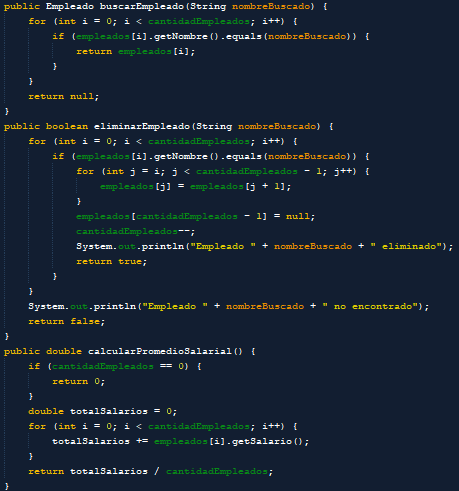 public Empleado buscarEmpleado(String nombreBuscado) {
    for (int i = 0; i < cantidadEmpleados; i++) {
        if (empleados[i].getNombre().equals(nombreBuscado)) {
            return empleados[i];
        }
    }
    return null;
}
public boolean eliminarEmpleado(String nombreBuscado) {
    for (int i = 0; i < cantidadEmpleados; i++) {
        if (empleados[i].getNombre().equals(nombreBuscado)) {
            for (int j = i; j < cantidadEmpleados - 1; j++) {
                empleados[j] = empleados[j + 1];
            }
            empleados[cantidadEmpleados - 1] = null;
            cantidadEmpleados--;
            System.out.println("Empleado " + nombreBuscado + " eliminado");
            return true;
        }
    }
    System.out.println("Empleado " + nombreBuscado + " no encontrado");
    return false;
}
public double calcularPromedioSalarial() {
    if (cantidadEmpleados == 0) {
        return 0;
    }
    double totalSalarios = 0;
    for (int i = 0; i < cantidadEmpleados; i++) {
        totalSalarios += empleados[i].getSalario();
    }
    return totalSalarios / cantidadEmpleados;
}